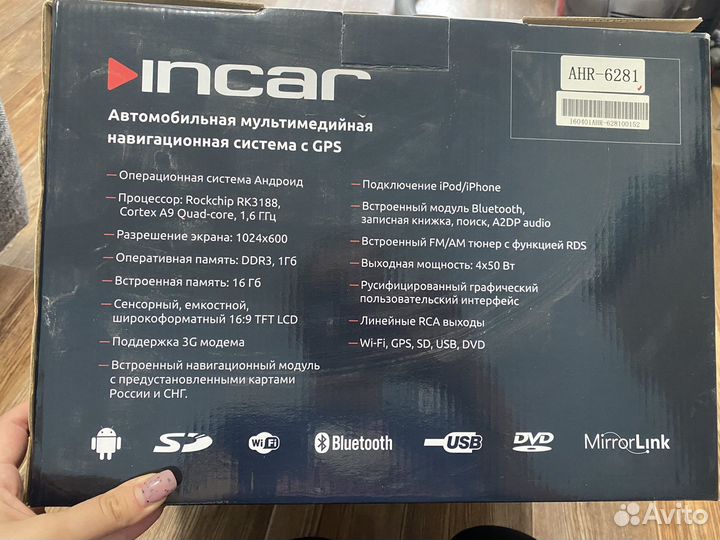 incar
AHR-6281
160401AHR-628100152
Автомобильная мультимедийная
навигационная система с GPS
— Операционная система Андроид
— Процессор: Rockchip RK3188,
Cortex A9 Quad-core, 1,6 ГГц
— Разрешение экрана: 1024x600
— Оперативная память: DDR3, 1Гб
— Встроенная память: 16 Гб
— Сенсорный, емкостной,
широкоформатный 16:9 TFT LCD
— Поддержка 3G модема
— Встроенный навигационный модуль
с предустановленными картами
России и СНГ.
— Подключение iPod/iPhone
— Встроенный модуль Bluetooth,
записная книжка, поиск, A2DP audio
— Встроенный FM/AM тюнер с функцией RDS
— Выходная мощность: 4x50 Вт
— Русифицированный графический
пользовательский интерфейс
— Линейные RCA выходы
— Wi-Fi, GPS, SD, USB, DVD
SD WiFi Bluetooth USB DVD MirrorLink
Avito